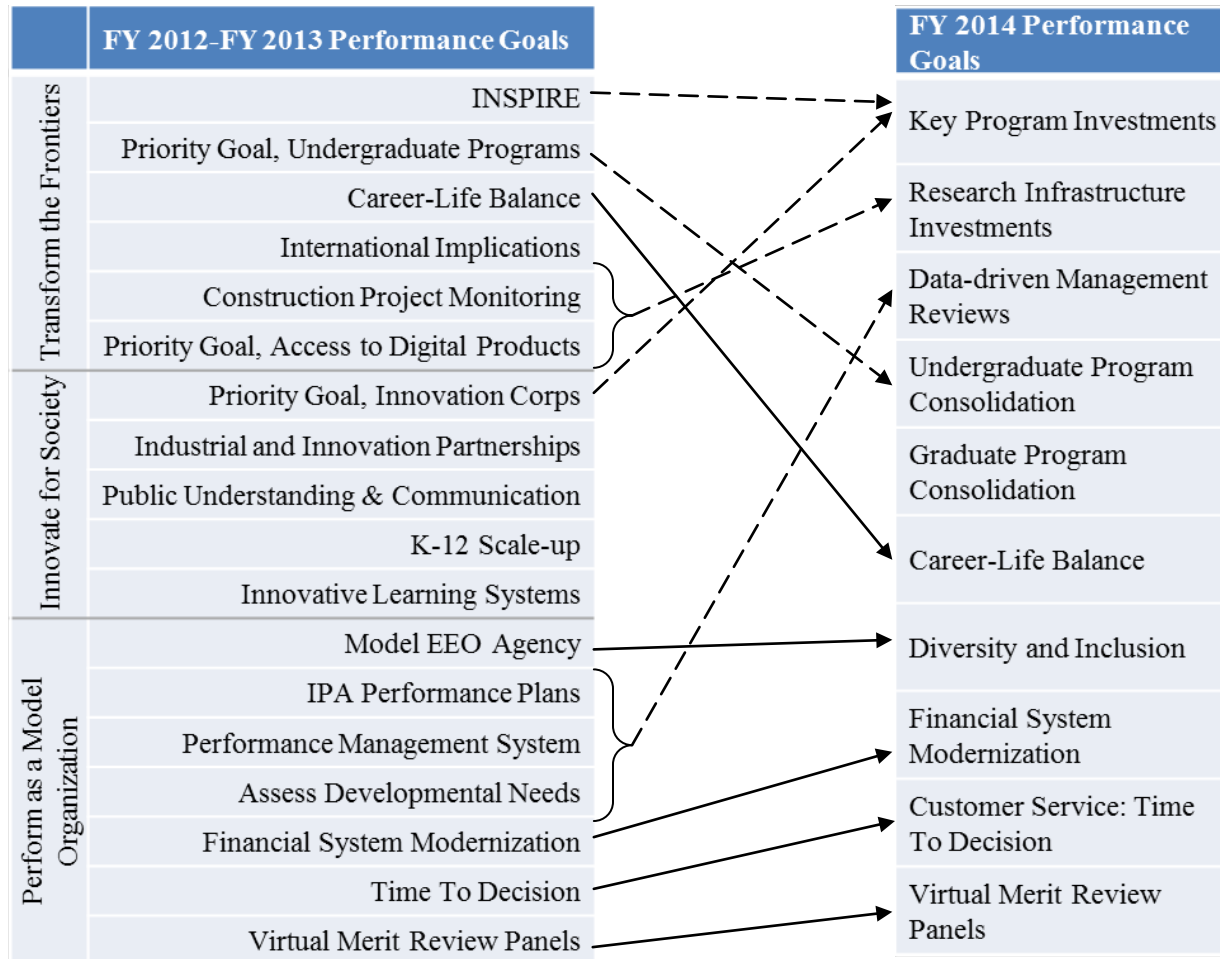 FY 2012-FY 2013 Performance Goals
Transform the Frontiers
INSPIRE
Priority Goal, Undergraduate Programs
Career-Life Balance
International Implications
Construction Project Monitoring
Priority Goal, Access to Digital Products
Innovate for Society
Priority Goal, Innovation Corps
Industrial and Innovation Partnerships
Public Understanding & Communication
K-12 Scale-up
Innovative Learning Systems
Perform as a Model
Organization
Model EEO Agency
IPA Performance Plans
Performance Management System
Assess Developmental Needs
Financial System Modernization
Time To Decision
Virtual Merit Review Panels
FY 2014 Performance
Goals
Key Program Investments
Research Infrastructure
Investments
Data-driven Management
Reviews
Undergraduate Program
Consolidation
Graduate Program
Consolidation
Career-Life Balance
Diversity and Inclusion
Financial System
Modernization
Customer Service: Time
To Decision
Virtual Merit Review
Panels